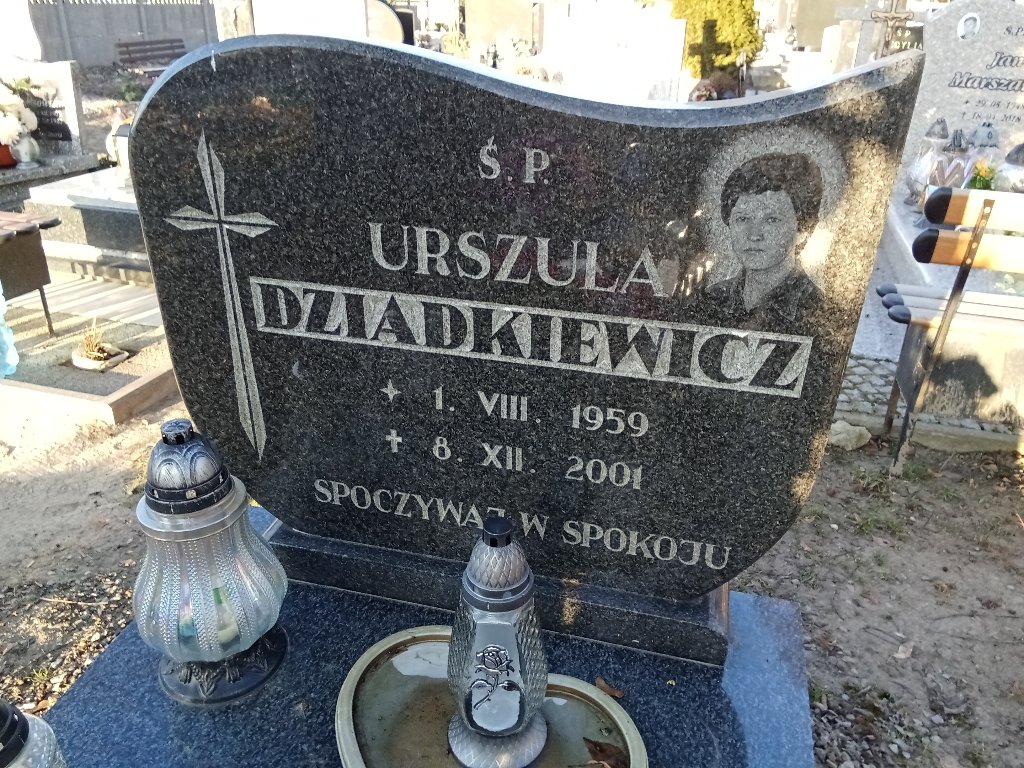 Ś.P.
URSZULA
DZIADKIEWICZ
1. VIII. 1959
8. XII. 2001
SPOCZYWAJ W SPOKOJU
Ś.P.